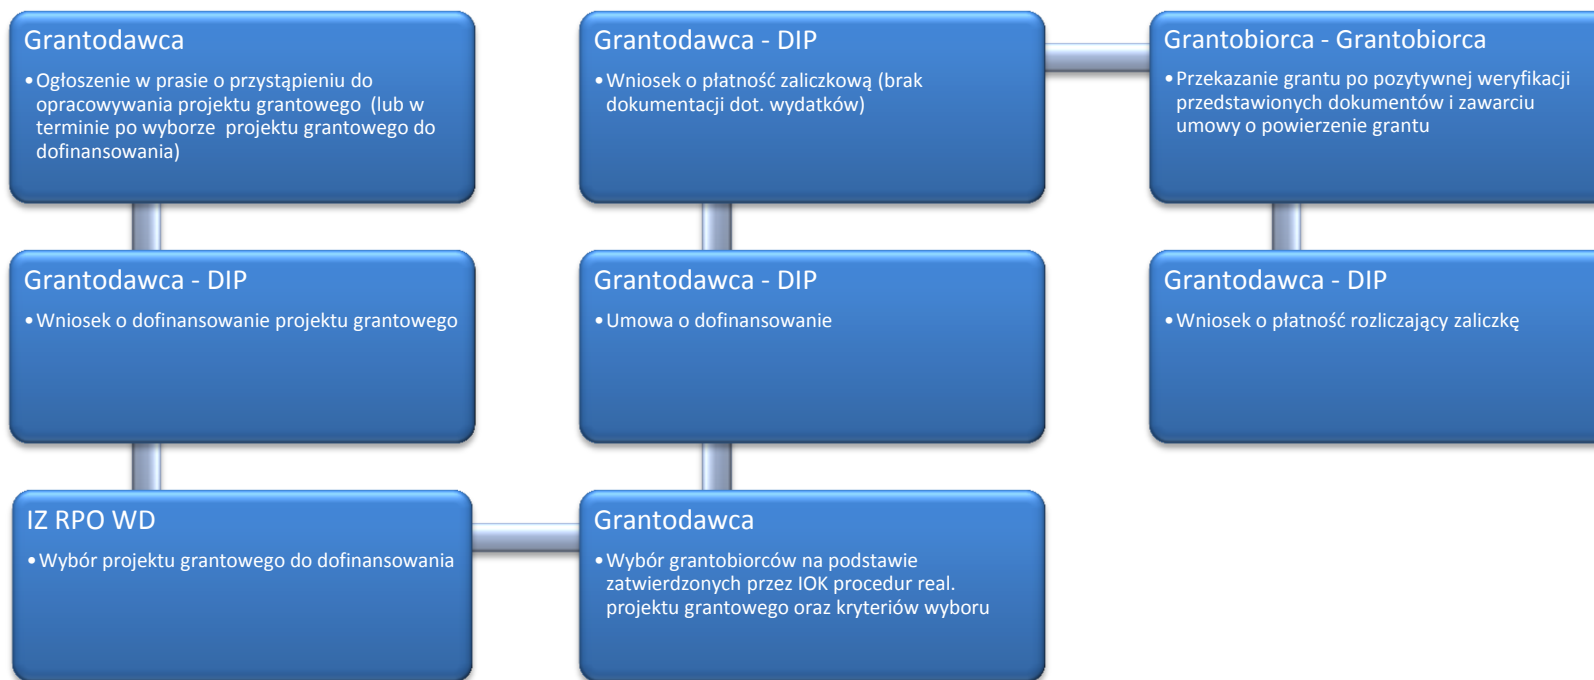 Grantodawca
•Ogłoszenie w prasie o przystąpieniu do
opracowywania projektu grantowego (lub w
terminie po wyborze projektu grantowego do
dofinansowania)
Grantodawca - DIP
•Wniosek o dofinansowanie projektu grantowego
IZ RPO WD
•Wybór projektu grantowego do dofinansowania
Grantodawca
•Wybór grantobiorców na podstawie
zatwierdzonych przez IOK procedur real.
projektu grantowego oraz kryteriów wyboru
Grantodawca - DIP
•Umowa o dofinansowanie
Grantodawca - DIP
•Wniosek o płatność zaliczkową (brak
dokumentacji dot. wydatków)
Grantobiorca - Grantobiorca
•Przekazanie grantu po pozytywnej weryfikacji
przedstawionych dokumentów i zawarciu
umowy o powierzenie grantu
Grantodawca - DIP
•Wniosek o płatność rozliczający zaliczkę